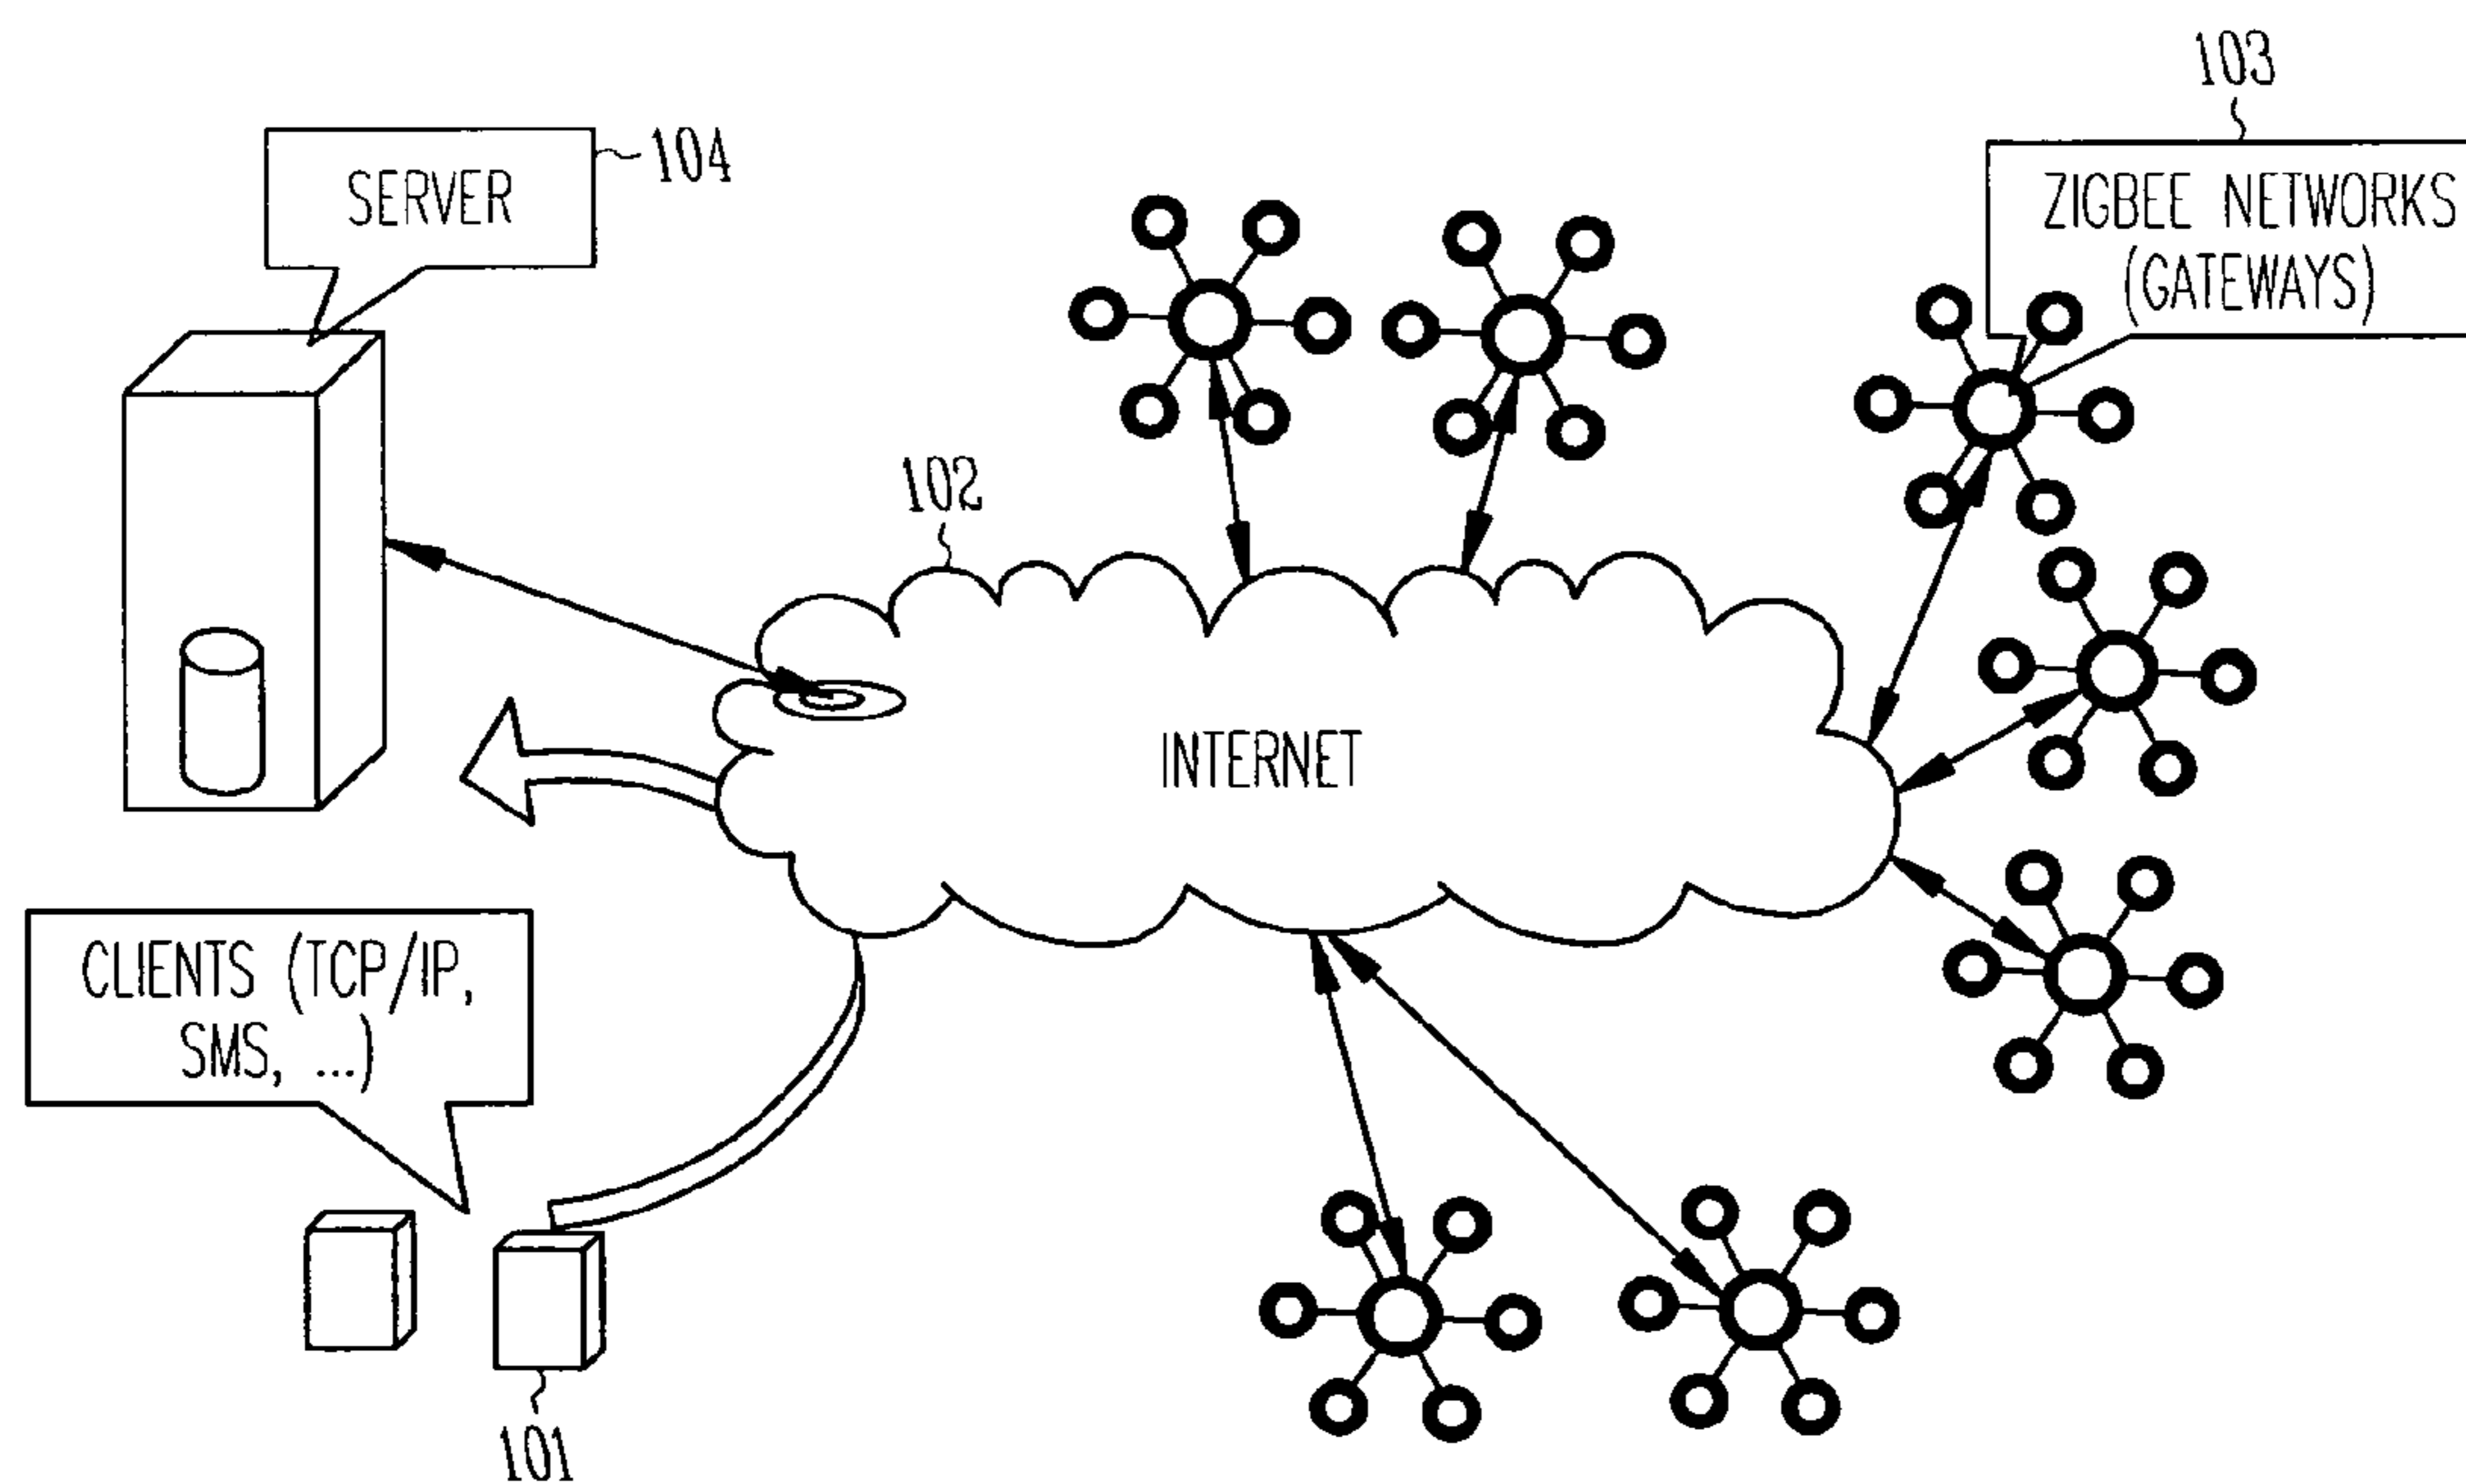 103
104
SERVER
ZIGBEE NETWORKS
(GATEWAYS)
102
INTERNET
CLIENTS (TCP/IP,
SMS, ...)
101